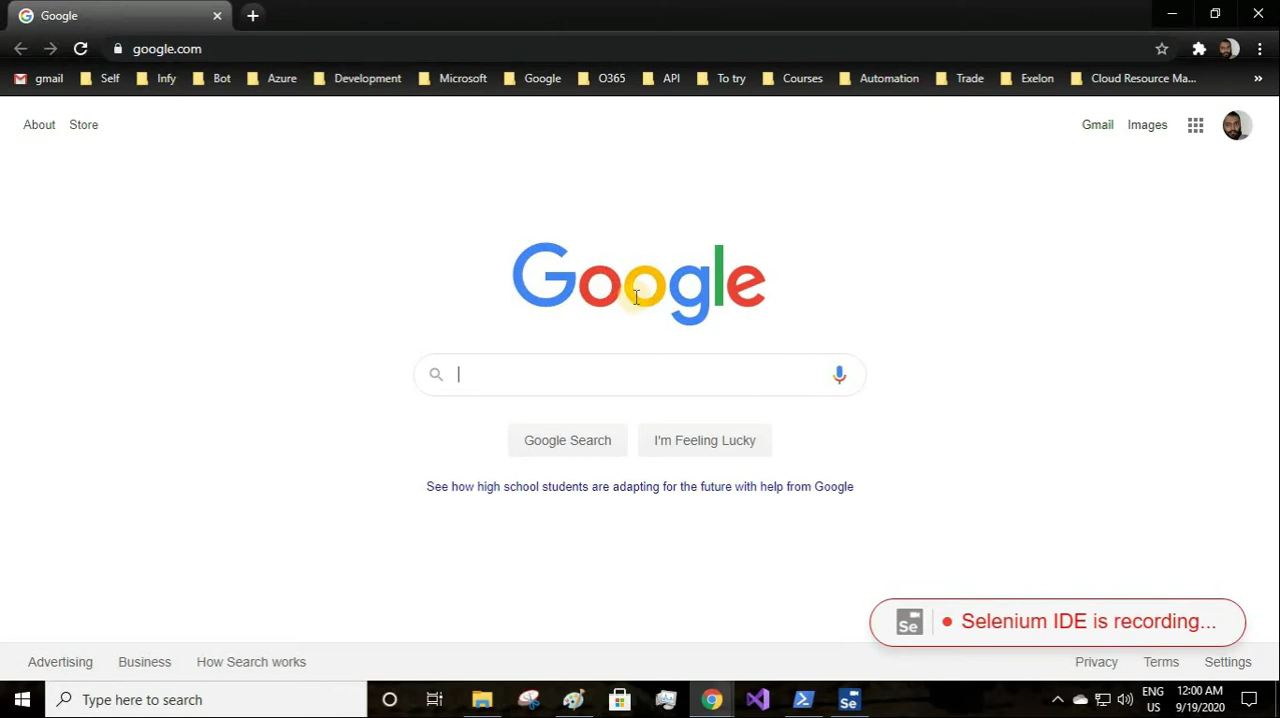 Google
google.com
gmail Self Infy Bot Azure Development Microsoft Google O365 API To try Courses Automation Trade Exelon Cloud Resource Ma... »
About Store Gmail Images
Google
Google Search I'm Feeling Lucky
See how high school students are adapting for the future with help from Google
Se Selenium IDE is recording...
Advertising Business How Search works Privacy Terms Settings
Type here to search Se ENG US 12:00 AM 9/19/2020